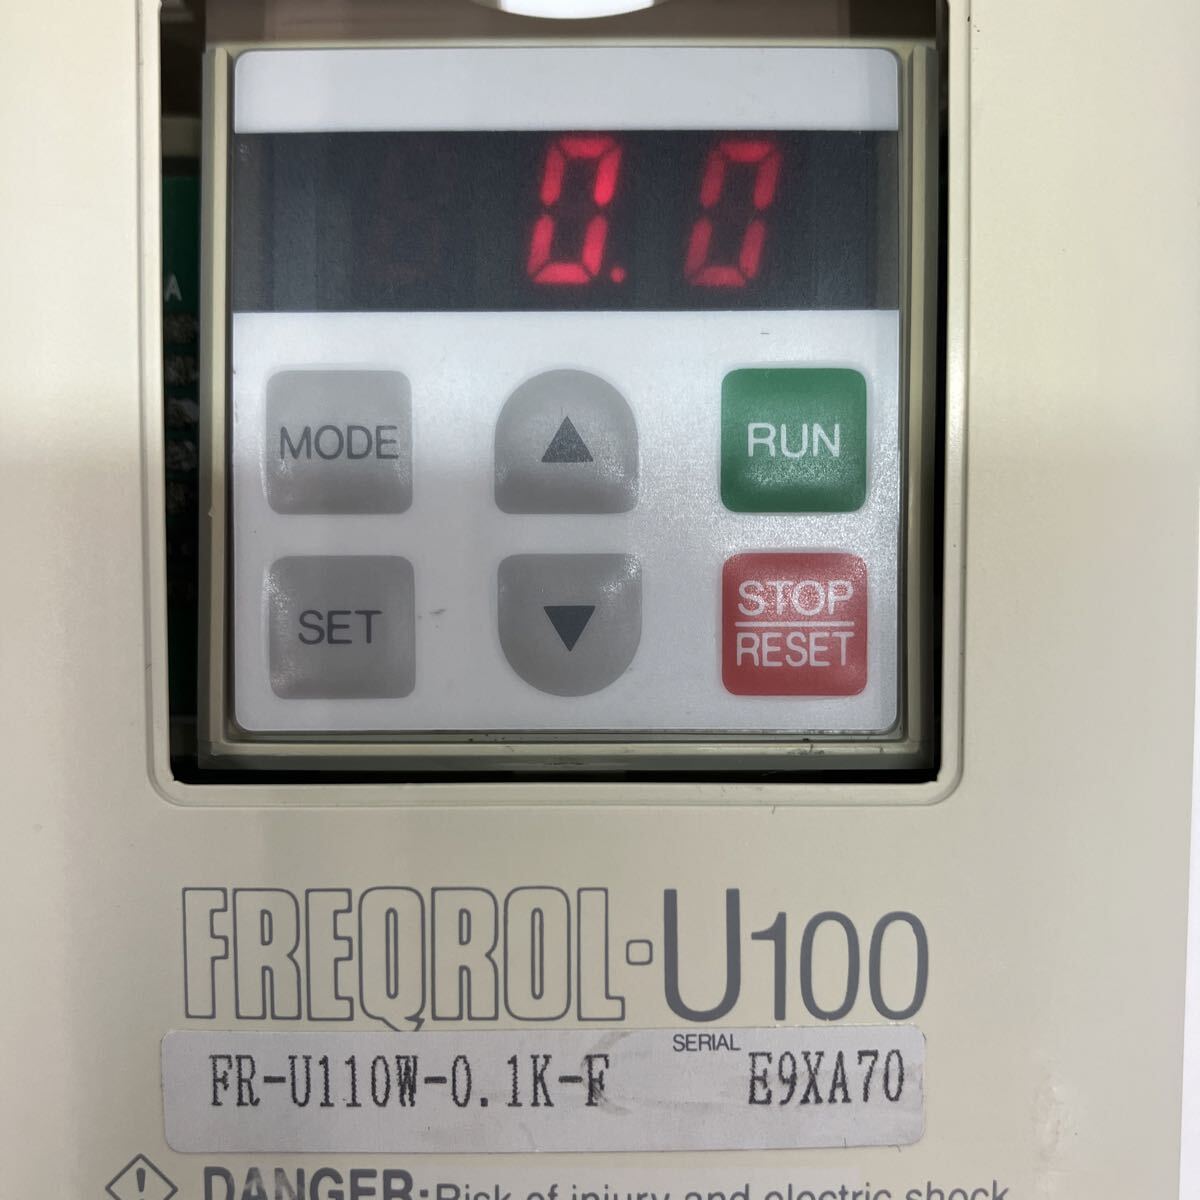 A
0.0
MODE
▲
RUN
SET
▼
STOP
RESET
FREQROL-U100
SERIAL
FR-U110W-0.1K-F E9XA70
DANGER: Risk of injury and electric shock